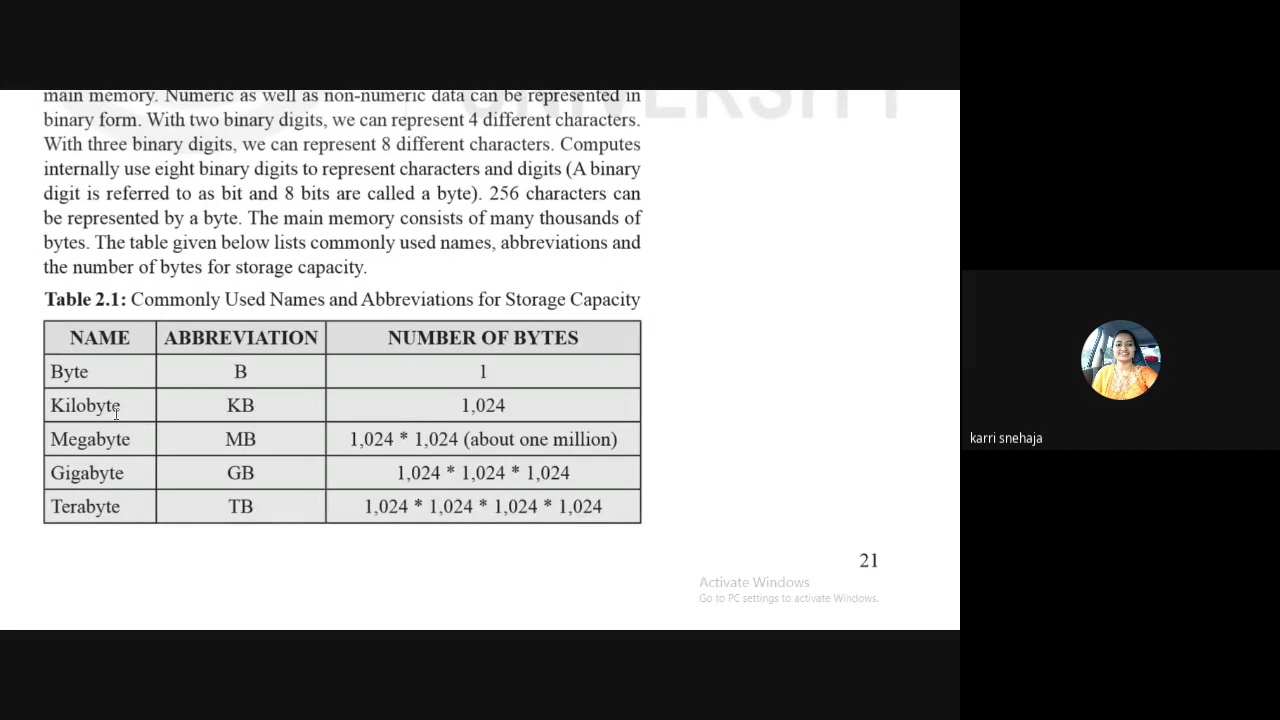 UNIVERSITY
main memory. Numeric as well as non-numeric data can be represented in
binary form. With two binary digits, we can represent 4 different characters.
With three binary digits, we can represent 8 different characters. Computes
internally use eight binary digits to represent characters and digits (A binary
digit is referred to as bit and 8 bits are called a byte). 256 characters can
be represented by a byte. The main memory consists of many thousands of
bytes. The table given below lists commonly used names, abbreviations and
the number of bytes for storage capacity.
Table 2.1: Commonly Used Names and Abbreviations for Storage Capacity
NAME ABBREVIATION NUMBER OF BYTES
Byte B 1
Kilobyte KB 1,024
Megabyte MB 1,024 * 1,024 (about one million)
Gigabyte GB 1,024 * 1,024 * 1,024
Terabyte TB 1,024 * 1,024 * 1,024 * 1,024
21
Activate Windows
Go to PC settings to activate Windows.
karri snehaja